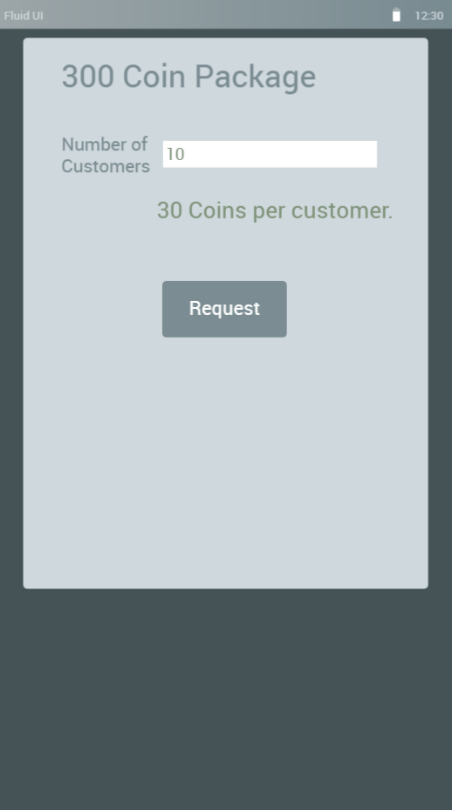 Fluid UI 12:30
300 Coin Package
Number of
Customers
10
30 Coins per customer.
Request